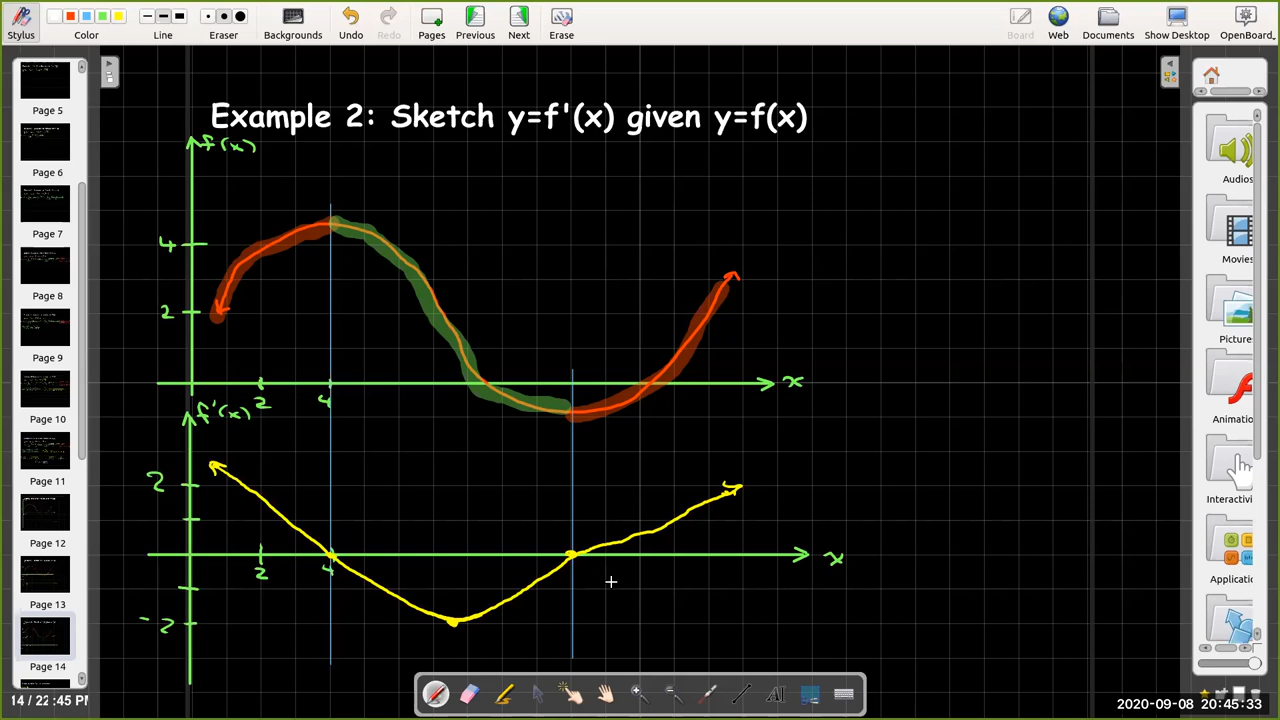 Stylus Color Line Eraser Backgrounds Undo Redo Pages Previous Next Erase Board Web Documents Show Desktop OpenBoard
Page 5
Page 6
Page 7
Page 8
Page 9
Page 10
Page 11
Page 12
Page 13
Page 14
Example 2: Sketch y=f'(x) given y=f(x)
f(x)
4
2
2 4 x
f'(x)
2
2 4 x
-2
Audios
Movies
Pictures
Animatio
Interactivi
Applicatio
14 / 22:45 PM
2020-09-08 20:45:33